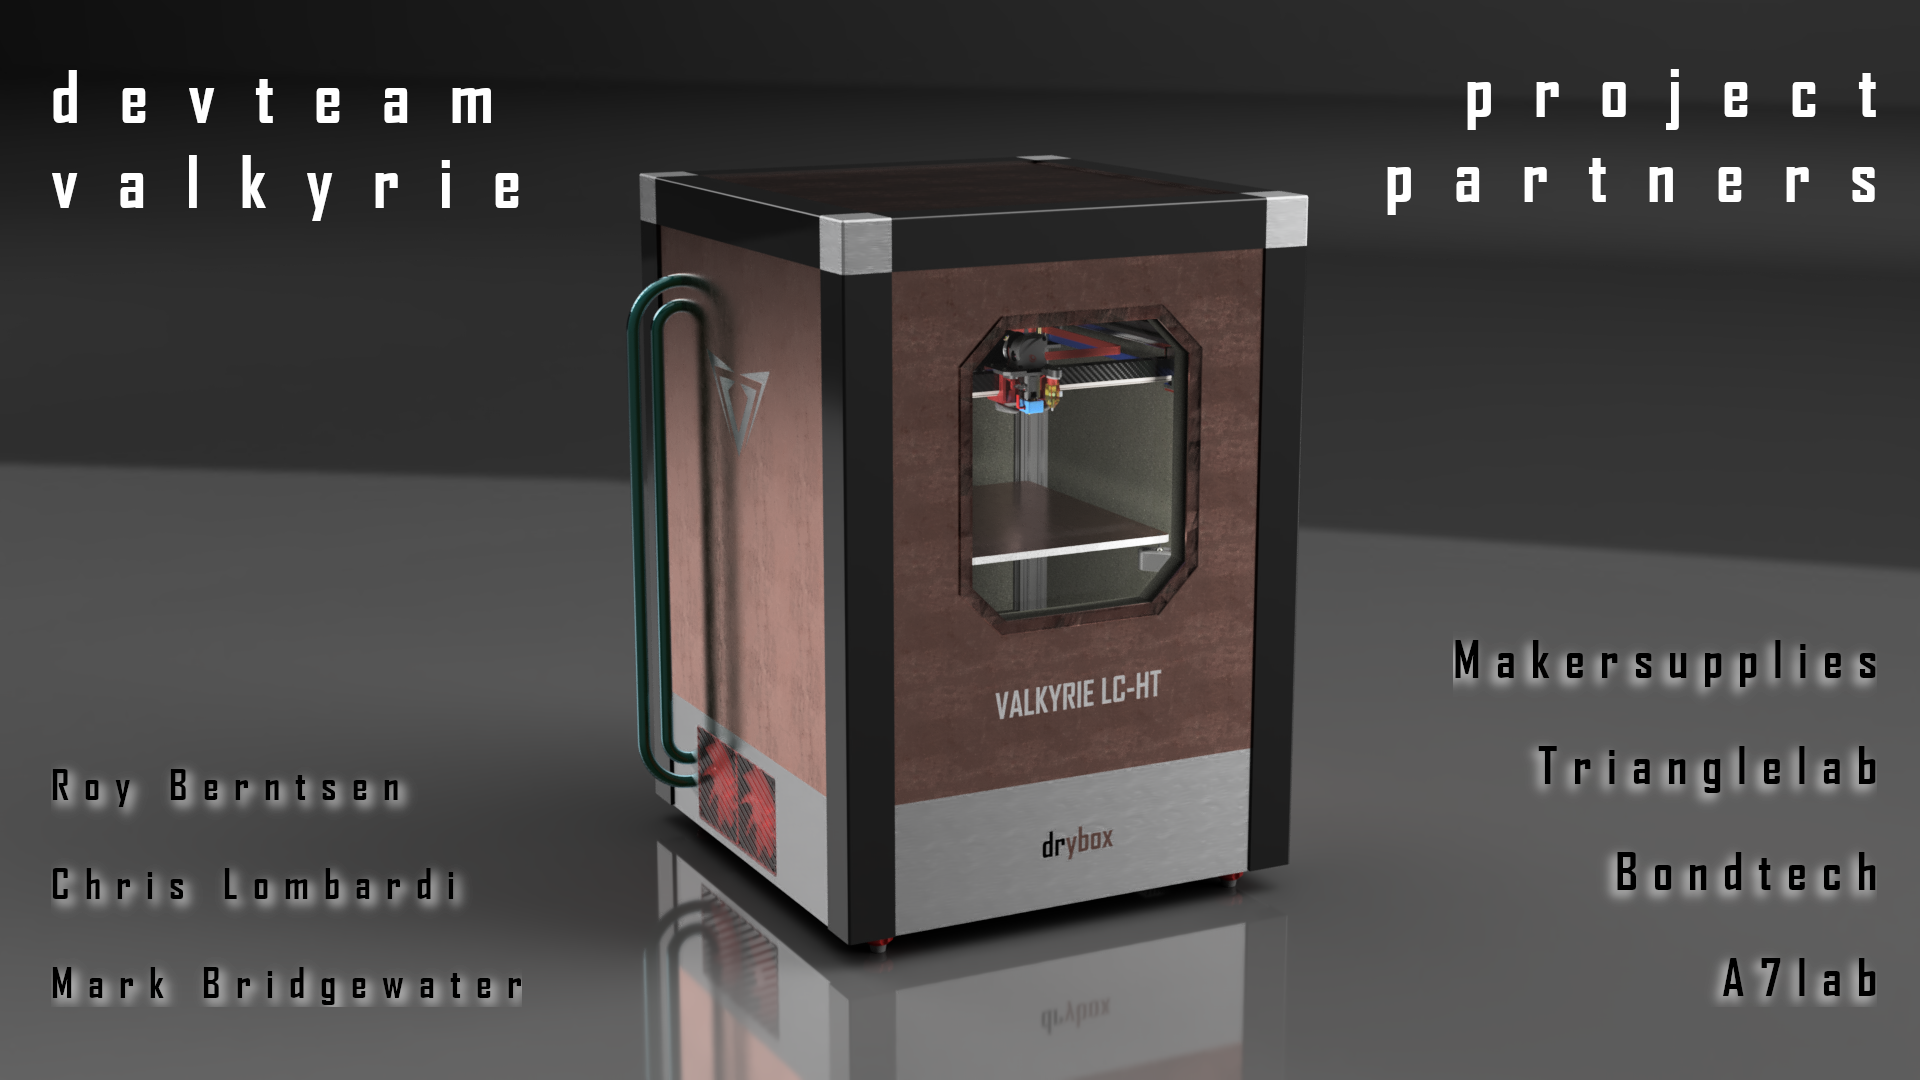 devteam
valkyrie
project
partners
VALKYRIE LC-HT
drybox
Roy Berntsen
Chris Lombardi
Mark Bridgewater
Makersupplies
Trianglelab
Bondtech
A7lab